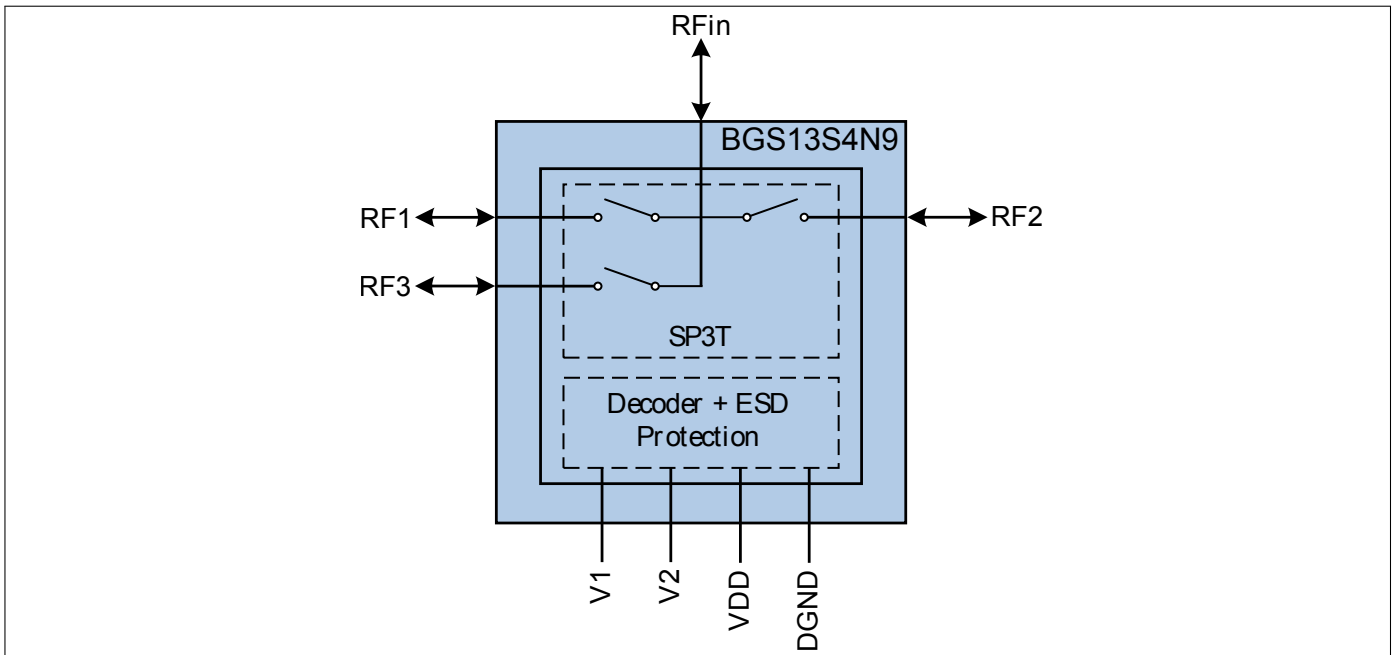 RFin
BGS13S4N9
RF1
RF2
RF3
SP3T
Decoder + ESD
Protection
V1
V2
VDD
DGND